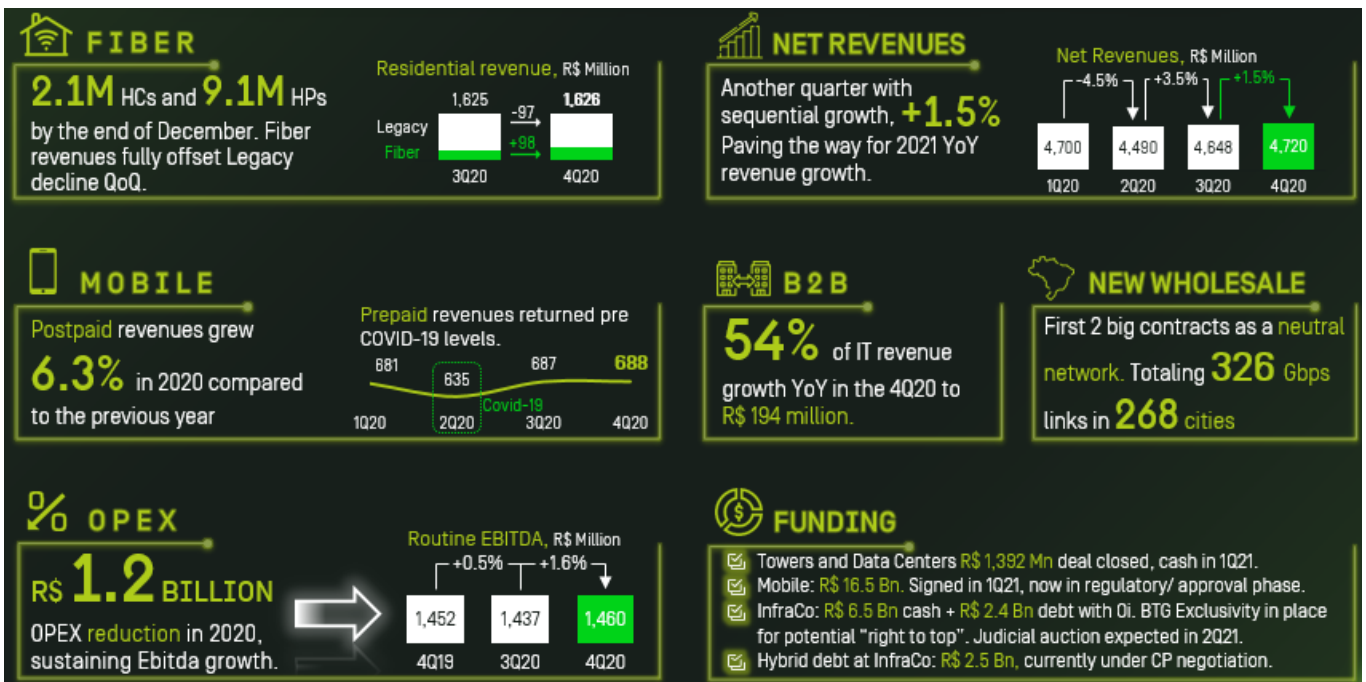 FIBER
2.1M HCs and 9.1M HPs
by the end of December. Fiber
revenues fully offset Legacy
decline QoQ.
Residential revenue, R$ Million
1,625 -97 1,626
Legacy
Fiber +98
3Q20 4Q20
NET REVENUES
Another quarter with
sequential growth, +1.5%
Paving the way for 2021 YoY
revenue growth.
Net Revenues, R$ Million
-4.5% +3.5% +1.5%
4,700 4,490 4,648 4,720
1Q20 2Q20 3Q20 4Q20
MOBILE
Postpaid revenues grew
6.3% in 2020 compared
to the previous year
Prepaid revenues returned pre
COVID-19 levels.
681 635 687 688
Covid-19
1Q20 2Q20 3Q20 4Q20
B2B
54% of IT revenue
growth YoY in the 4Q20 to
R$ 194 million.
NEW WHOLESALE
First 2 big contracts as a neutral
network. Totaling 326 Gbps
links in 268 cities
% OPEX
R$ 1.2 BILLION
OPEX reduction in 2020,
sustaining Ebitda growth.
Routine EBITDA, R$ Million
+0.5% +1.6%
1,452 1,437 1,460
4Q19 3Q20 4Q20
$ FUNDING
Towers and Data Centers R$ 1,392 Mn deal closed, cash in 1Q21.
Mobile: R$ 16.5 Bn. Signed in 1Q21, now in regulatory/ approval phase.
InfraCo: R$ 6.5 Bn cash + R$ 2.4 Bn debt with Oi. BTG Exclusivity in place
for potential "right to top". Judicial auction expected in 2Q21.
Hybrid debt at InfraCo: R$ 2.5 Bn, currently under CP negotiation.